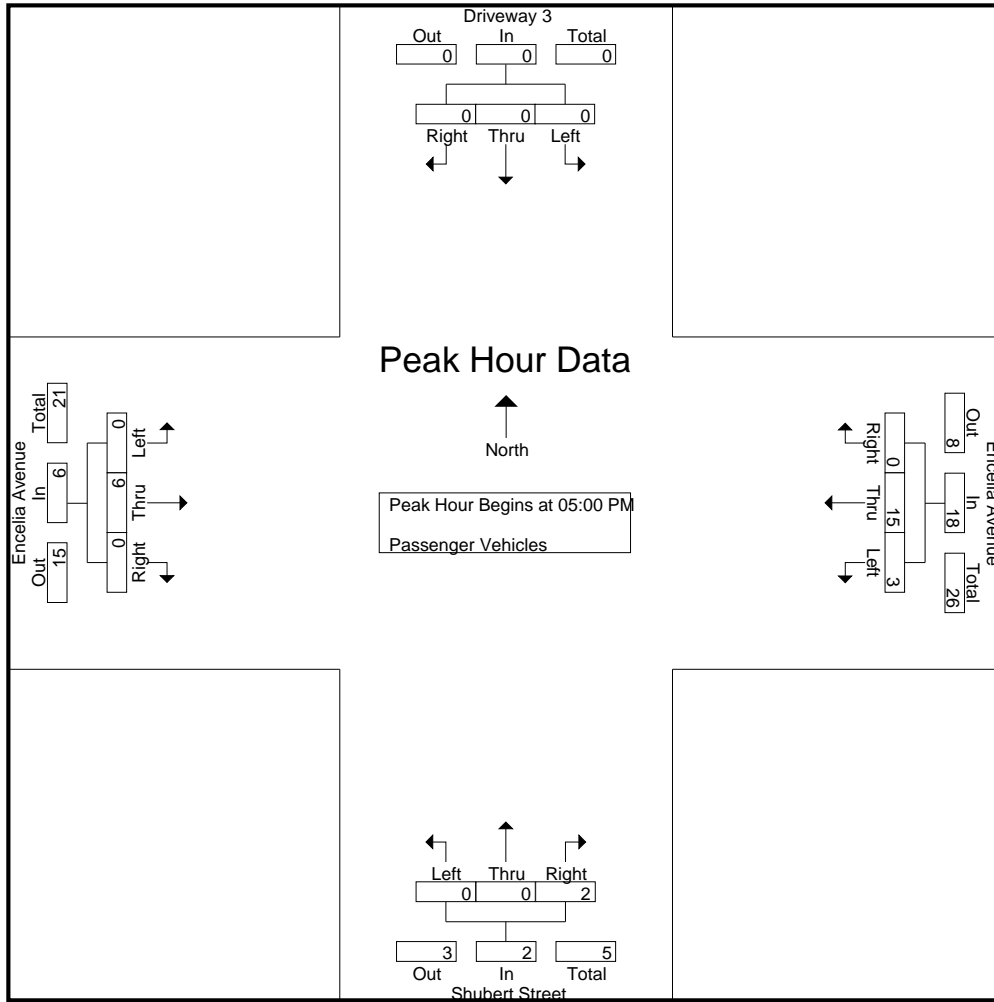 Driveway 3
Out In Total
0 0 0
0 0 0
Right Thru Left
Peak Hour Data
North
Peak Hour Begins at 05:00 PM
Passenger Vehicles
Encelia Avenue
Out In Total
15 6 21
0 6 0
Left Thru Right
Encelia Avenue
Out In Total
8 18 26
0 15 3
Right Thru Left
Left Thru Right
0 0 2
3 2 5
Out In Total
Shubert Street